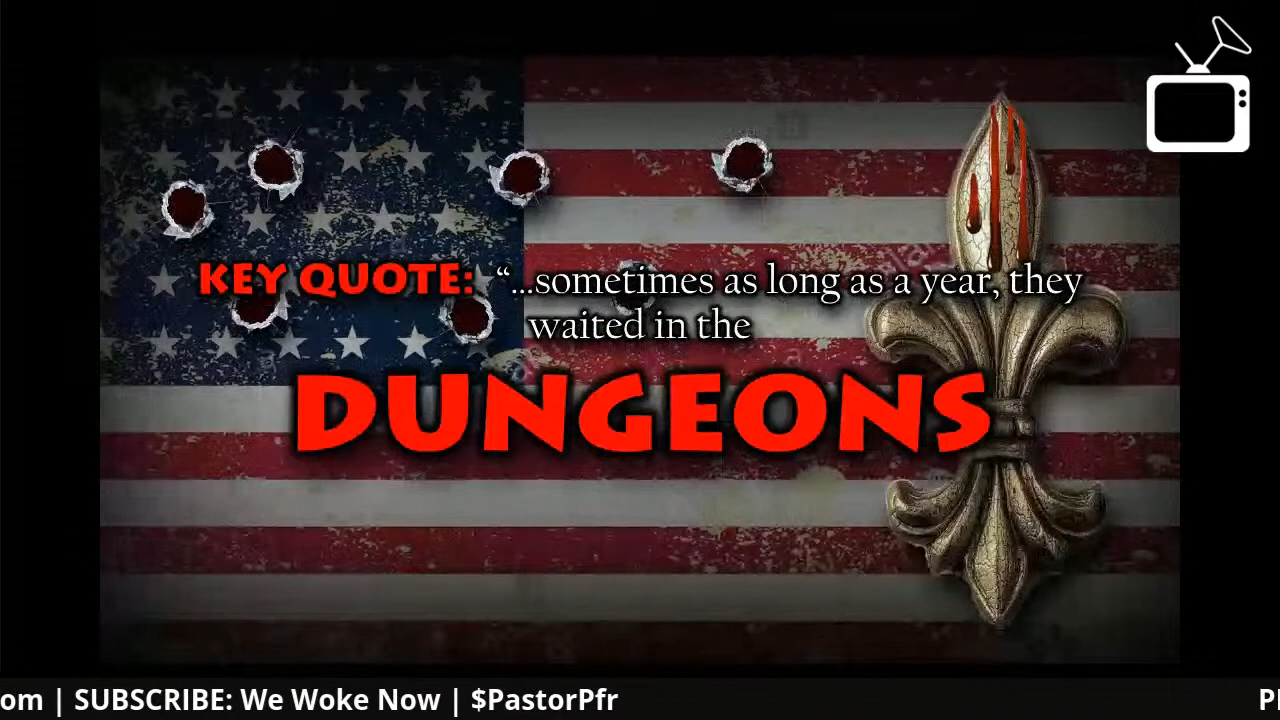 KEY QUOTE: “...sometimes as long as a year, they
waited in the
DUNGEONS
om | SUBSCRIBE: We Woke Now | $PastorPfr